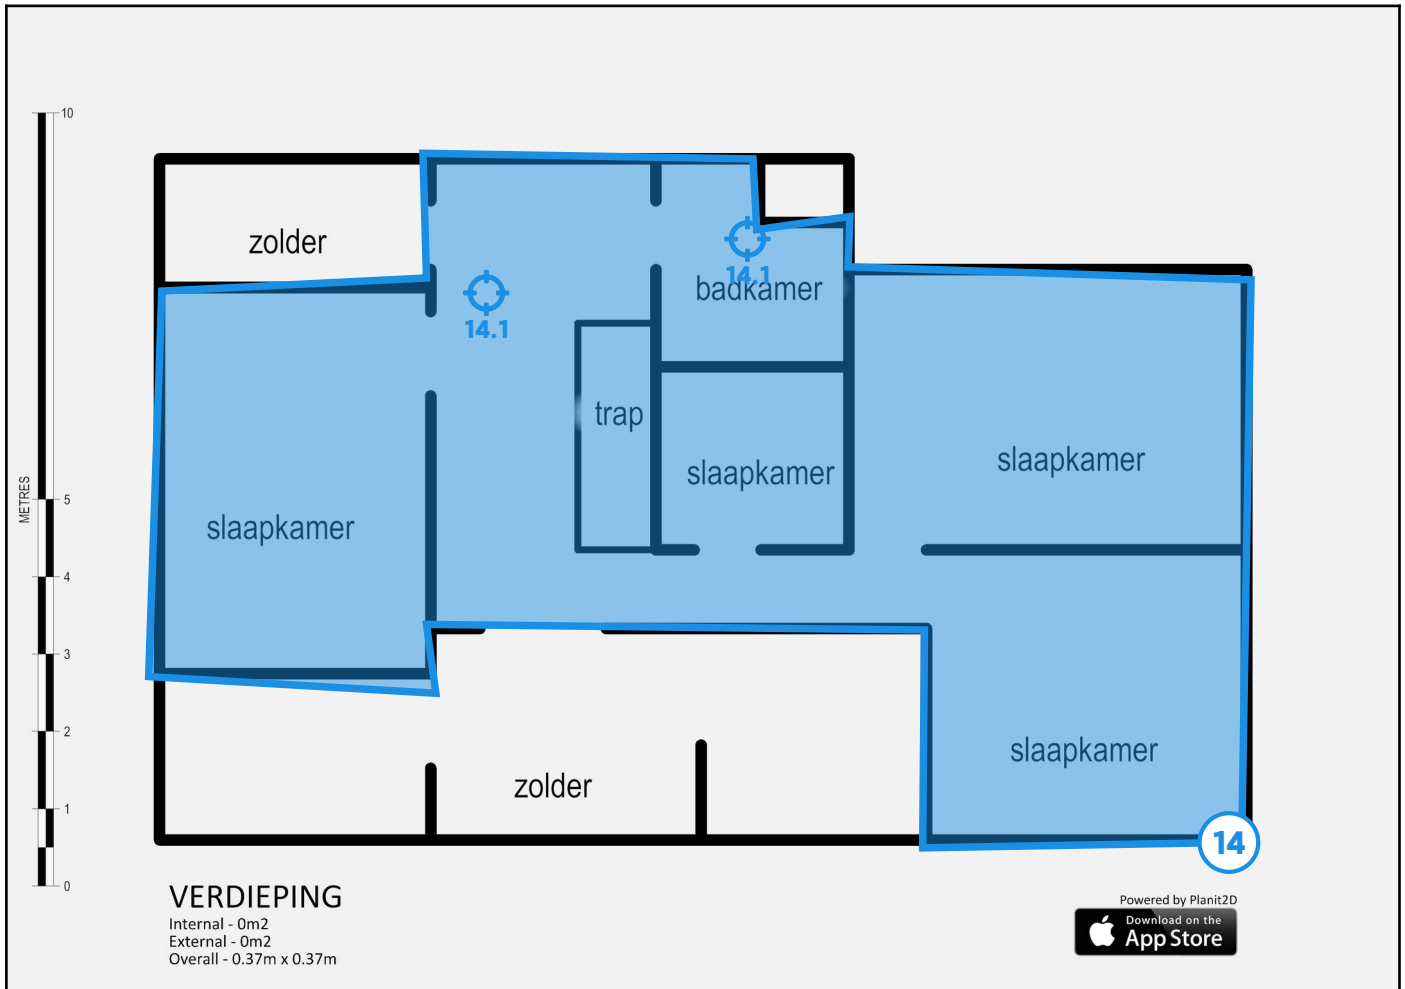 10
zolder
14.1
14.1
badkamer
trap
slaapkamer
slaapkamer
METRES
5
slaapkamer
4
3
2
slaapkamer
zolder
1
14
0
VERDIEPING
Internal - 0m2
External - 0m2
Overall - 0.37m x 0.37m
Powered by Planit2D
Download on the
App Store